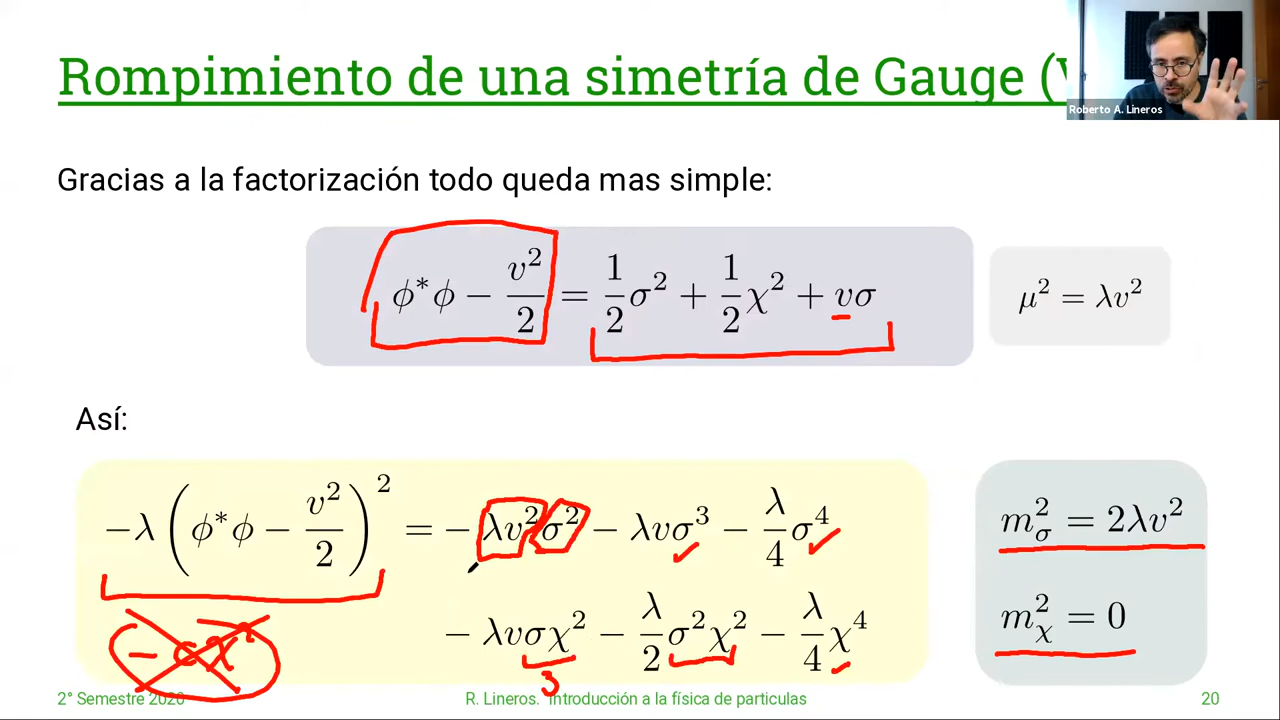 Rompimiento de una simetría de Gauge (
Roberto A. Lineros
Gracias a la factorización todo queda mas simple:
ϕ*ϕ − v²/2 = 1/2 σ² + 1/2 χ² + vσ
μ² = λv²
Así:
−λ(ϕ*ϕ − v²/2)² = − λv²σ² − λvσ³ − λ/4 σ⁴
− λvσχ² − λ/2 σ²χ² − λ/4 χ⁴
3
m²_σ = 2λv²
m²_χ = 0
2° Semestre 2020
R. Lineros. Introducción a la física de particulas
20